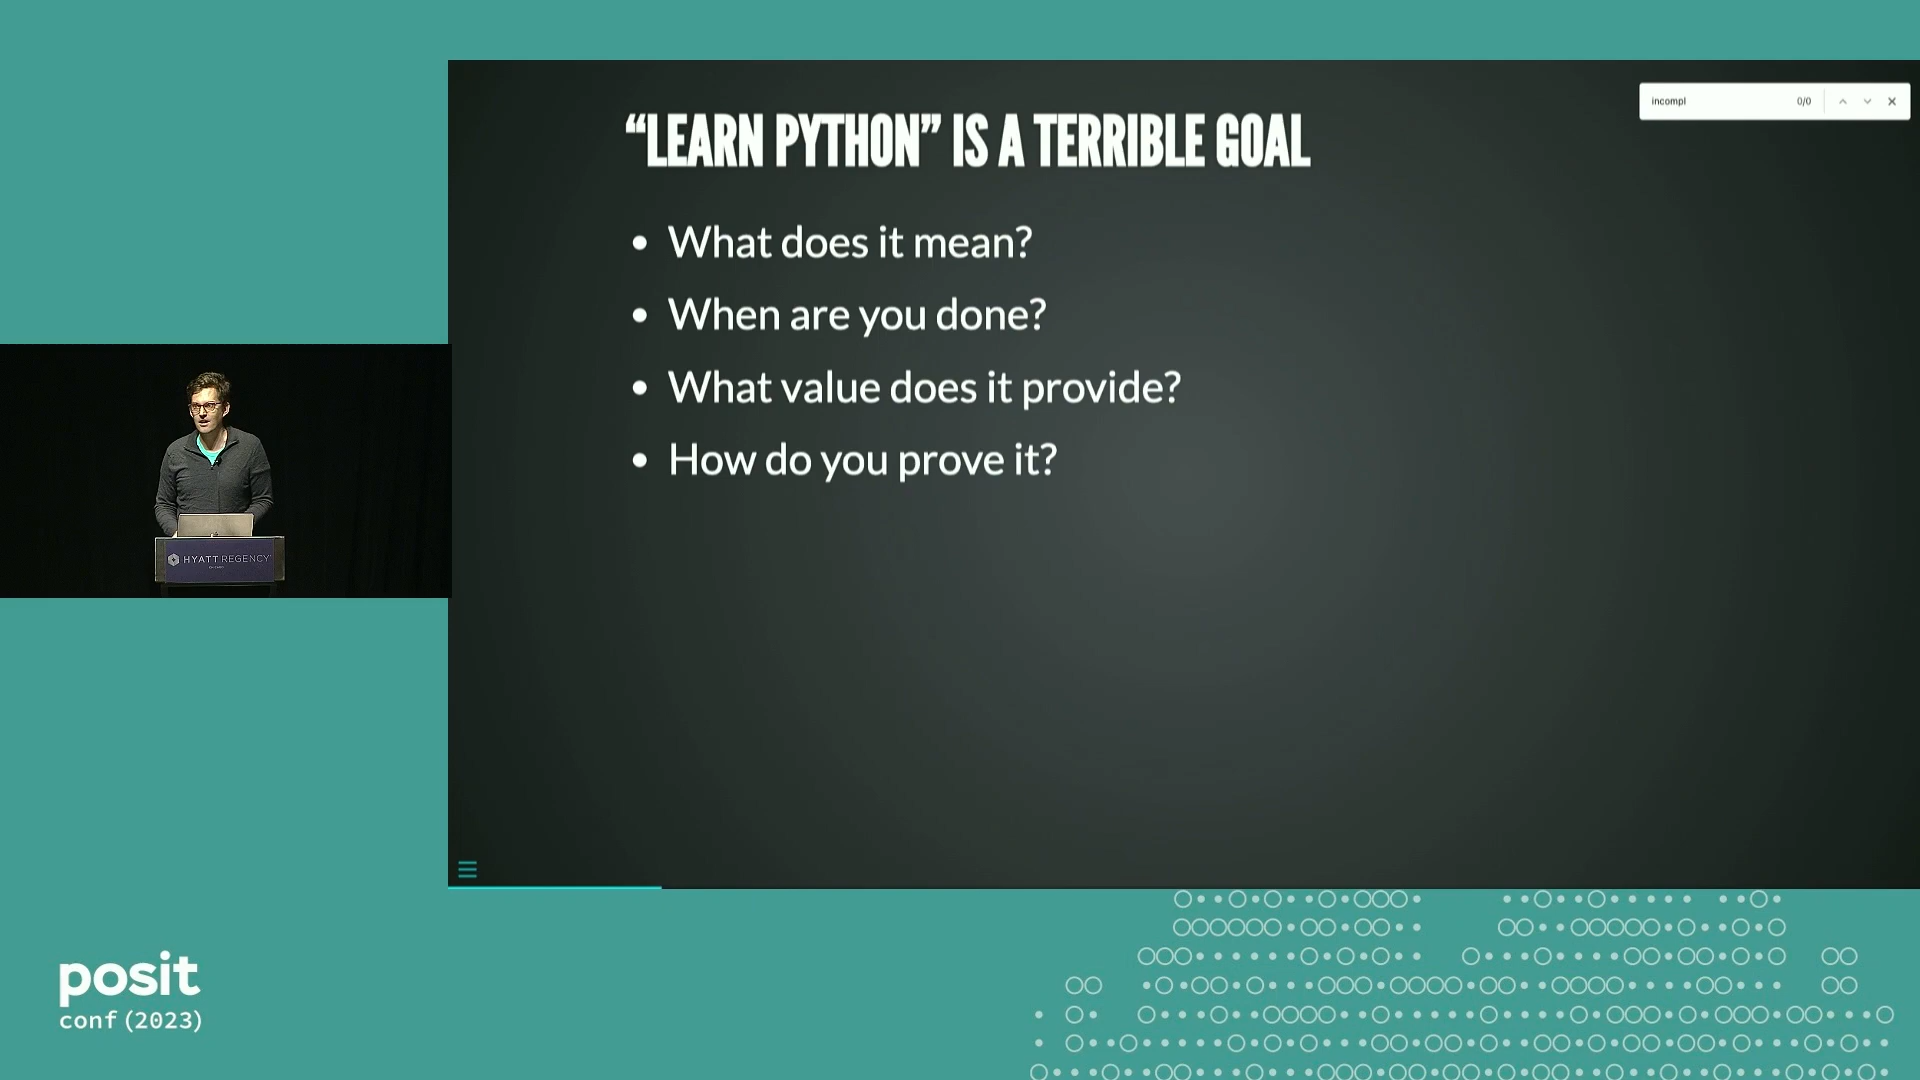 “LEARN PYTHON” IS A TERRIBLE GOAL
incompl 0/0
• What does it mean?
• When are you done?
• What value does it provide?
• How do you prove it?
HYATT REGENCY
posit
conf (2023)